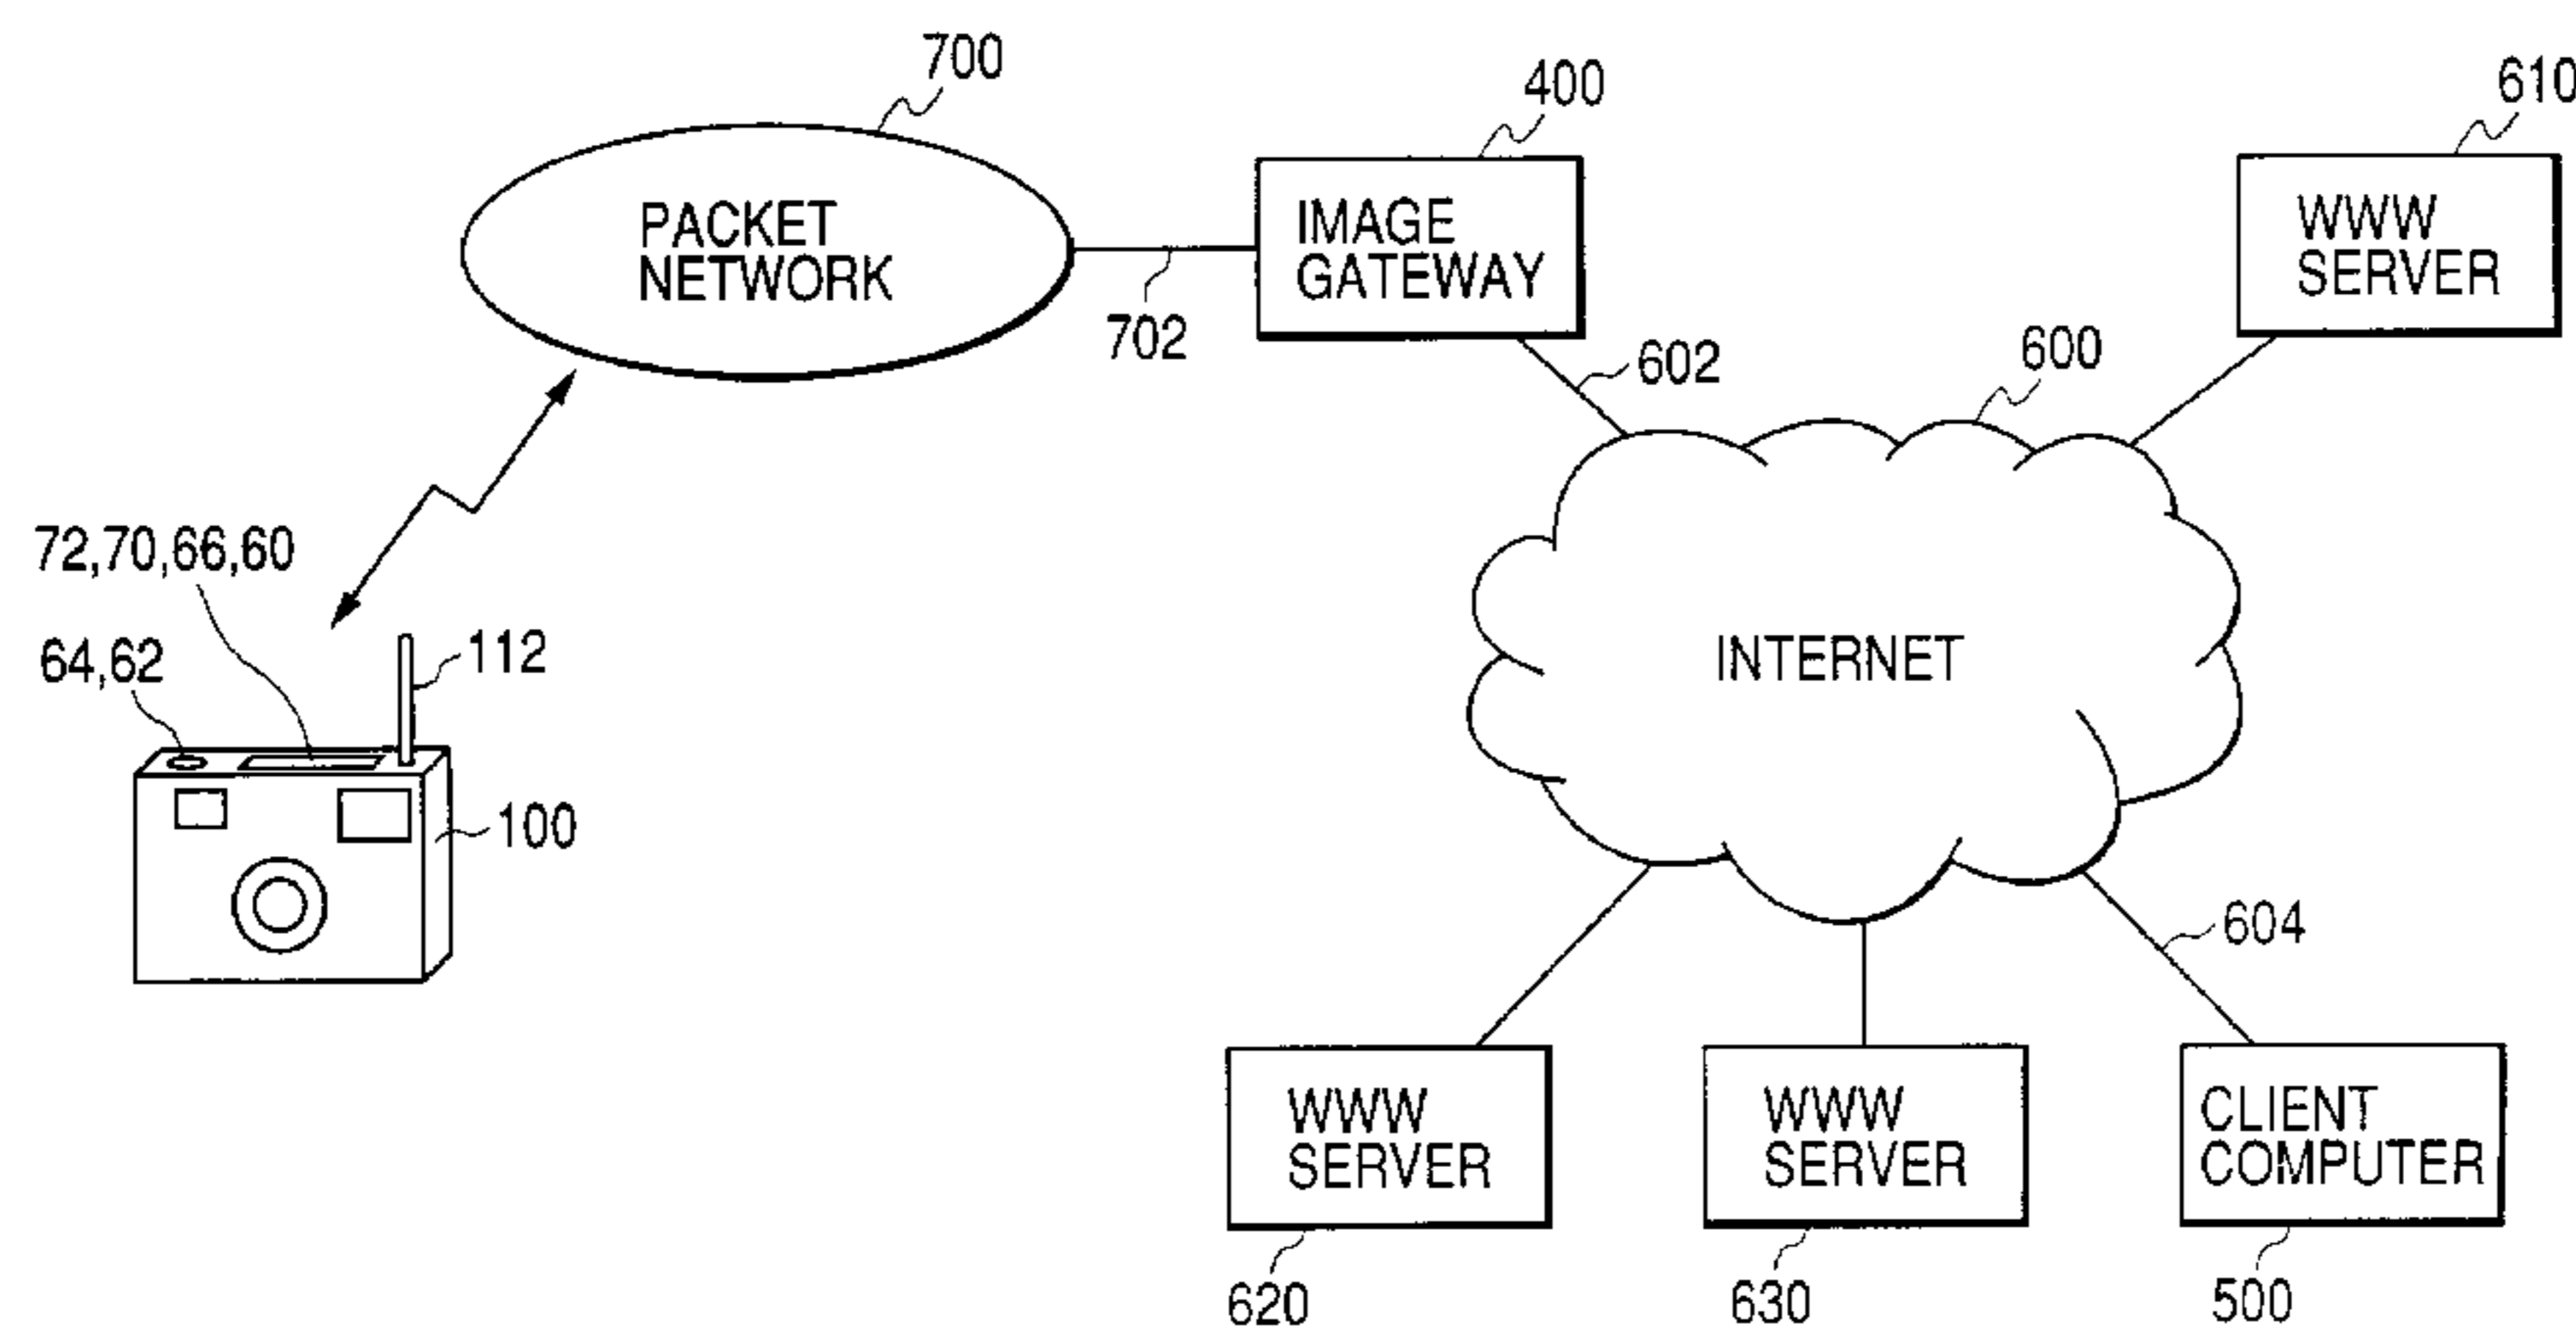 700
400
610
PACKET
NETWORK
IMAGE
GATEWAY
WWW
SERVER
702
602
600
72,70,66,60
64,62
112
INTERNET
100
604
WWW
SERVER
WWW
SERVER
CLIENT
COMPUTER
620
630
500